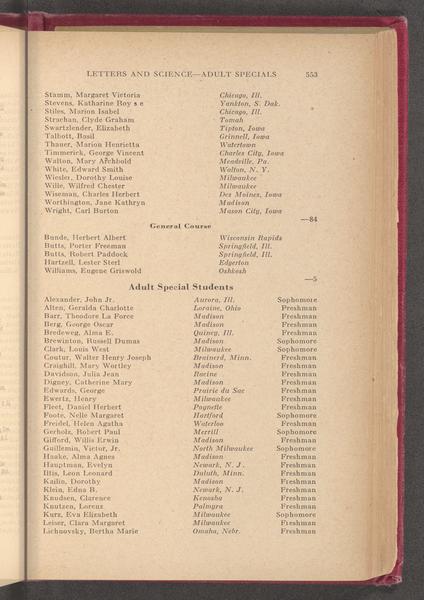 LETTERS AND SCIENCE—ADULT SPECIALS 553
Stamm, Margaret Victoria Chicago, Ill.
Stevens, Katharine Roy s e Yankton, S. Dak.
Stiles, Marion Isabel Chicago, Ill.
Strachan, Clyde Graham Tomah
Swartzlender, Elizabeth Tipton, Iowa
Talbott, Basil Grinnell, Iowa
Thauer, Marion Henrietta Watertown
Timmerick, George Vincent Charles City, Iowa
Walton, Mary Archbold Meadville, Pa.
White, Edward Smith Walton, N. Y.
Wiesler, Dorothy Louise Milwaukee
Wille, Wilfred Chester Milwaukee
Wiseman, Charles Herbert Des Moines, Iowa
Worthington, Jane Kathryn Madison
Wright, Carl Burton Mason City, Iowa
—84
General Course
Bunde, Herbert Albert Wisconsin Rapids
Butts, Porter Freeman Springfield, Ill.
Butts, Robert Paddock Springfield, Ill.
Hartzell, Lester Sterl Edgerton
Williams, Eugene Griswold Oshkosh
—5
Adult Special Students
Alexander, John Jr. Aurora, Ill. Sophomore
Alten, Geralda Charlotte Loraine, Ohio Freshman
Barr, Theodore La Force Madison Freshman
Berg, George Oscar Madison Freshman
Bredeweg, Alma E. Quincy, Ill. Freshman
Brewinton, Russell Dumas Madison Sophomore
Clark, Louis West Milwaukee Sophomore
Coutur, Walter Henry Joseph Brainerd, Minn. Freshman
Craighill, Mary Wortley Madison Freshman
Davidson, Julia Jean Racine Freshman
Digney, Catherine Mary Madison Freshman
Edwards, George Prairie du Sac Freshman
Ewertz, Henry Milwaukee Freshman
Fleet, Daniel Herbert Poynette Freshman
Foote, Nelle Margaret Hartford Sophomore
Freidel, Helen Agatha Waterloo Freshman
Gerholz, Robert Paul Merrill Sophomore
Gifford, Willis Erwin Madison Freshman
Guillemin, Victor, Jr. North Milwaukee Sophomore
Haake, Alma Agnes Madison Freshman
Hauptman, Evelyn Newark, N. J. Freshman
Iltis, Leon Leonard Duluth, Minn. Freshman
Kailin, Dorothy Madison Freshman
Klein, Edna B. Newark, N. J. Freshman
Knudsen, Clarence Kenosha Freshman
Knutzen, Lorenz Palmyra Freshman
Kurz, Eva Elizabeth Milwaukee Sophomore
Leiser, Clara Margaret Milwaukee Freshman
Lichnovsky, Bertha Marie Omaha, Nebr. Freshman